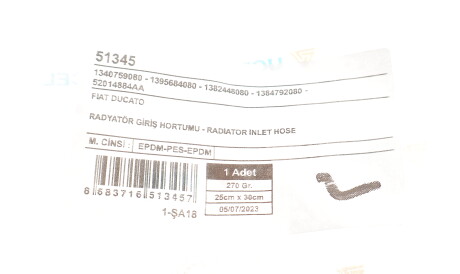 51345
1340759080 - 1395684080 - 1382448080 - 1384792080 -
52014884AA
FIAT DUCATO
RADYATÖR GİRİŞ HORTUMU - RADIATOR INLET HOSE
M. CİNSİ : EPDM-PES-EPDM
1 Adet
270 Gr.
25cm x 30cm
05/07/2023
8 683716 513457
1-ŞA18